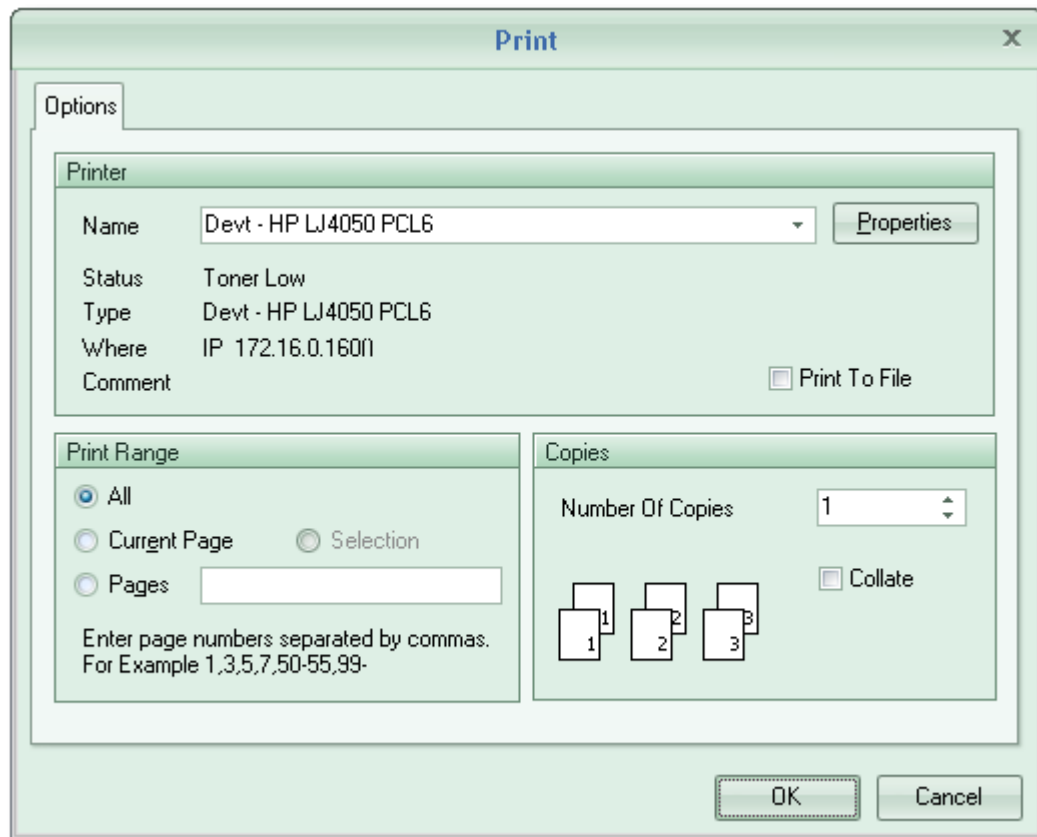 Print
Options
Printer
Name Devt - HP LJ4050 PCL6 Properties
Status Toner Low
Type Devt - HP LJ4050 PCL6
Where IP_172.16.0.160
Comment Print To File
Print Range
All
Current Page Selection
Pages
Enter page numbers separated by commas.
For Example 1,3,5,7,50-55,99-
Copies
Number Of Copies 1
Collate
1 1 2 2 3 3
OK Cancel